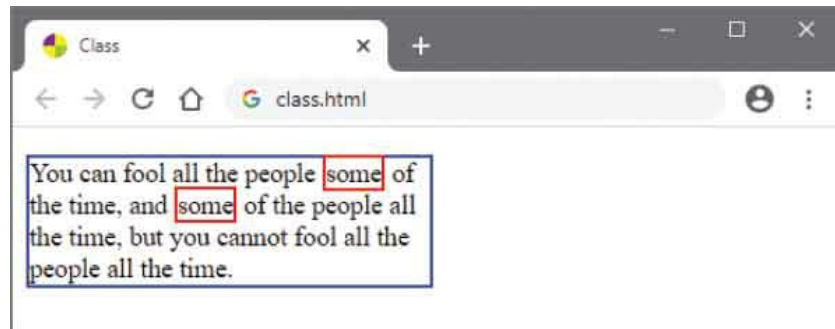 Class
class.html
You can fool all the people some of
the time, and some of the people all
the time, but you cannot fool all the
people all the time.